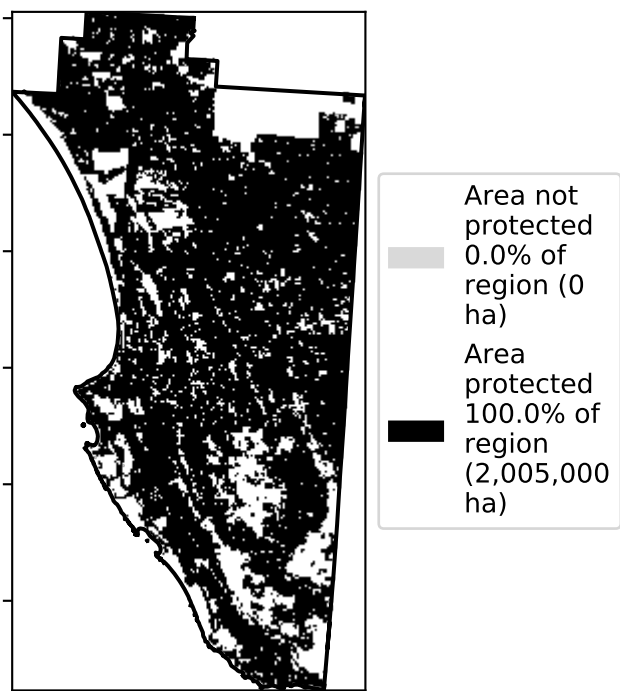 Area not
protected
0.0% of
region (0
ha)
Area
protected
100.0% of
region
(2,005,000
ha)